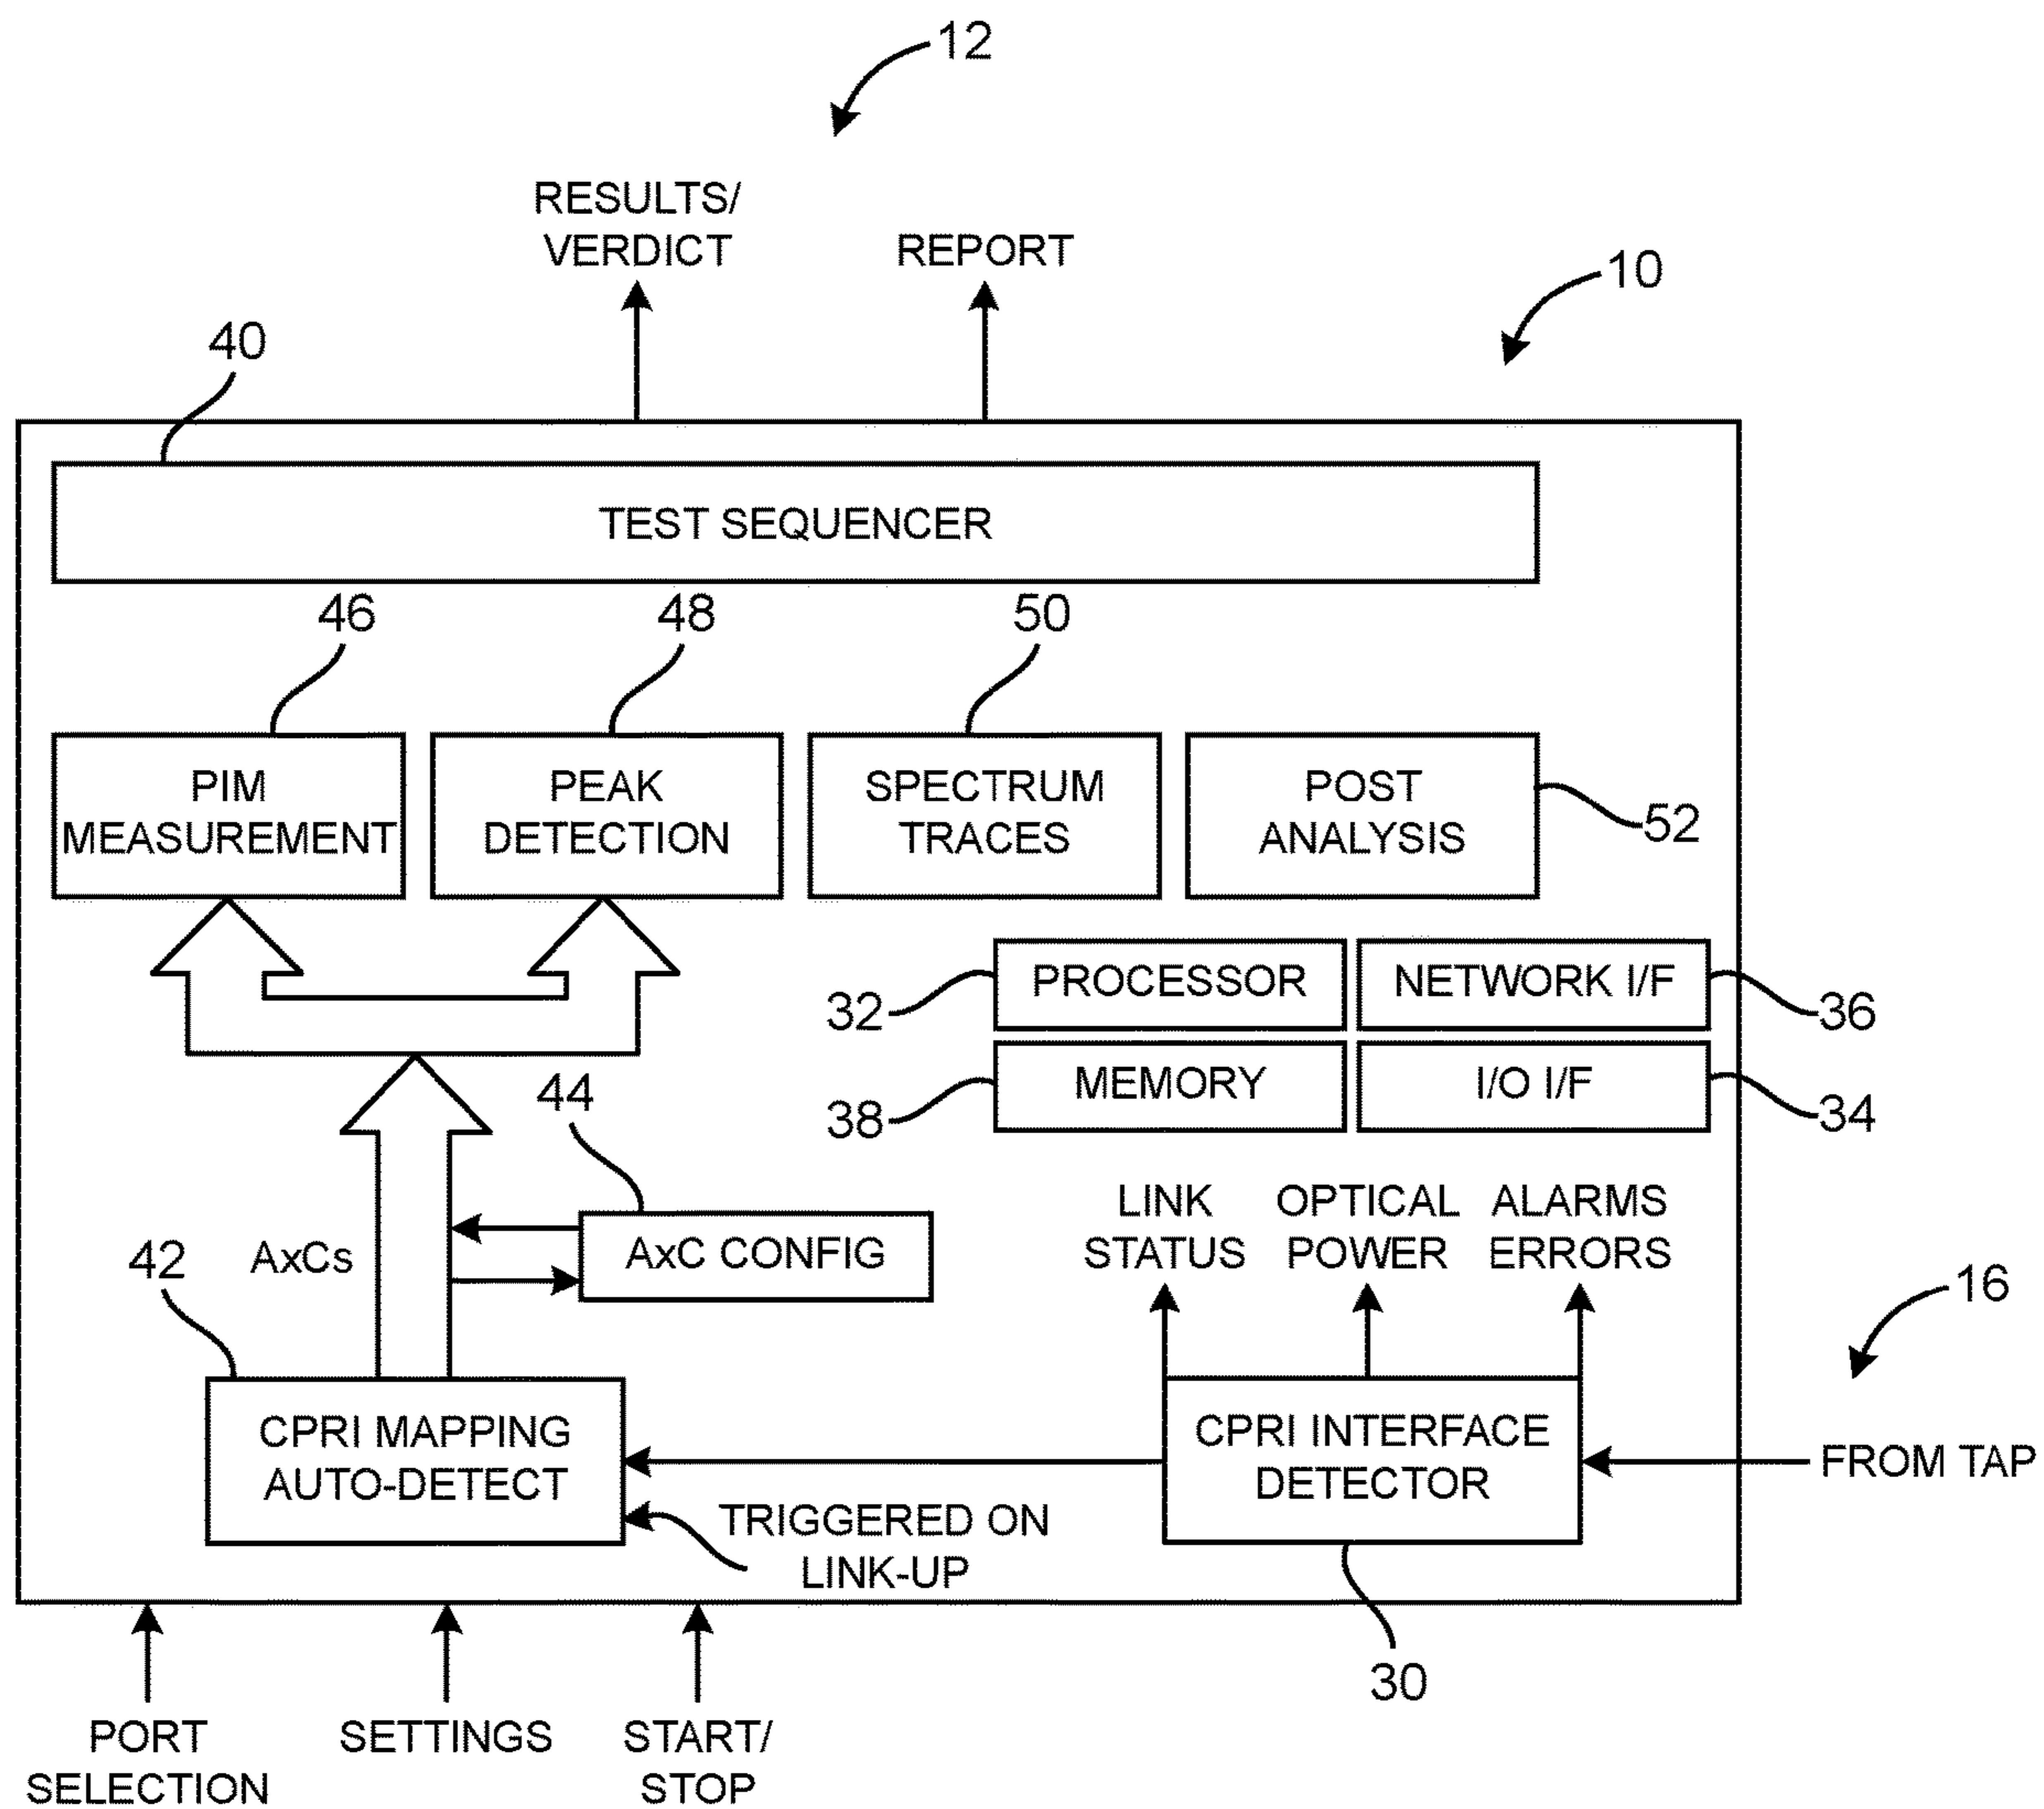 12
RESULTS/
VERDICT
REPORT
10
40
TEST SEQUENCER
46
48
50
PIM
MEASUREMENT
PEAK
DETECTION
SPECTRUM
TRACES
POST
ANALYSIS
52
32
PROCESSOR
NETWORK I/F
36
38
MEMORY
I/O I/F
34
44
LINK
STATUS
OPTICAL
POWER
ALARMS
ERRORS
42
AxCs
AxC CONFIG
16
CPRI MAPPING
AUTO-DETECT
CPRI INTERFACE
DETECTOR
FROM TAP
TRIGGERED ON
LINK-UP
30
PORT
SELECTION
SETTINGS
START/
STOP